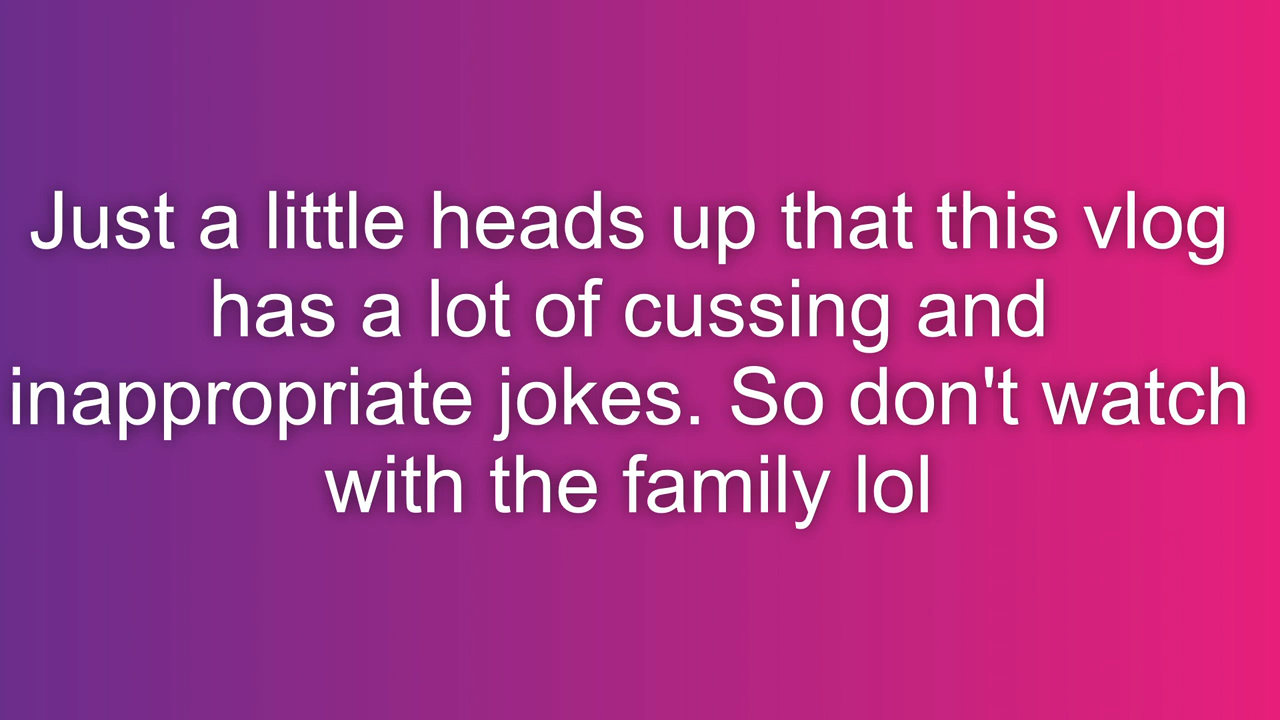 Just a little heads up that this vlog
has a lot of cussing and
inappropriate jokes. So don't watch
with the family lol